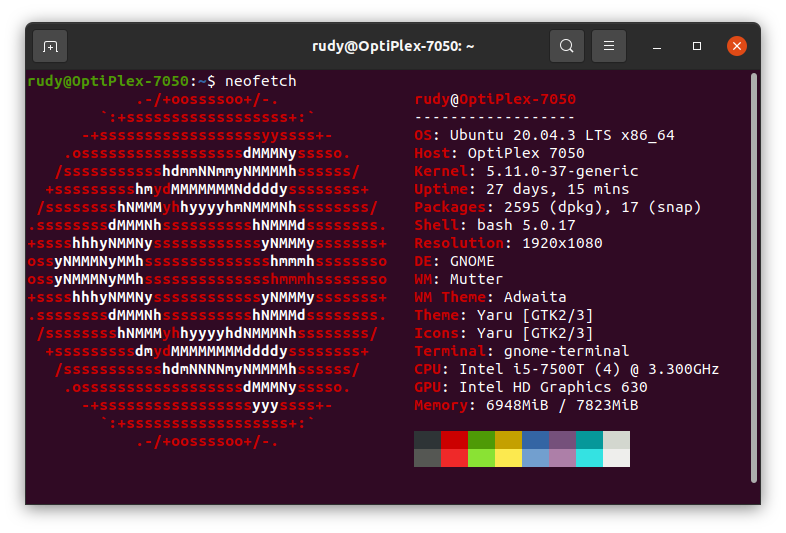 rudy@OptiPlex-7050: ~
rudy@OptiPlex-7050:~$ neofetch
.-/+oossssoo+/-.
`:+ssssssssssssssssss+:`
-+ssssssssssssssssssyyssss+-
.ossssssssssssssssssdMMMNysssso.
/ssssssssssshdmmNNmmyNMMMMhssssss/
+ssssssssshmydMMMMMMMNddddyssssssss+
/sssssssshNMMMyhhyyyyhmNMMMNhssssssss/
.ssssssssdMMMNhsssssssssshNMMMdssssssss.
+sssshhhyNMMNyssssssssssssyNMMMysssssss+
ossyNMMMNyMMhsssssssssssssshmmmhssssssso
ossyNMMMNyMMhsssssssssssssshmmmhssssssso
+sssshhhyNMMNyssssssssssssyNMMMysssssss+
.ssssssssdMMMNhsssssssssshNMMMdssssssss.
/sssssssshNMMMyhhyyyyhdNMMMNhssssssss/
+sssssssssdmydMMMMMMMMddddyssssssss+
/ssssssssssshdmNNNNmyNMMMMhssssss/
.ossssssssssssssssssdMMMNysssso.
-+sssssssssssssssssyyyssss+-
`:+ssssssssssssssssss+:`
.-/+oossssoo+/-.
rudy@OptiPlex-7050
------------------
OS: Ubuntu 20.04.3 LTS x86_64
Host: OptiPlex 7050
Kernel: 5.11.0-37-generic
Uptime: 27 days, 15 mins
Packages: 2595 (dpkg), 17 (snap)
Shell: bash 5.0.17
Resolution: 1920x1080
DE: GNOME
WM: Mutter
WM Theme: Adwaita
Theme: Yaru [GTK2/3]
Icons: Yaru [GTK2/3]
Terminal: gnome-terminal
CPU: Intel i5-7500T (4) @ 3.300GHz
GPU: Intel HD Graphics 630
Memory: 6948MiB / 7823MiB